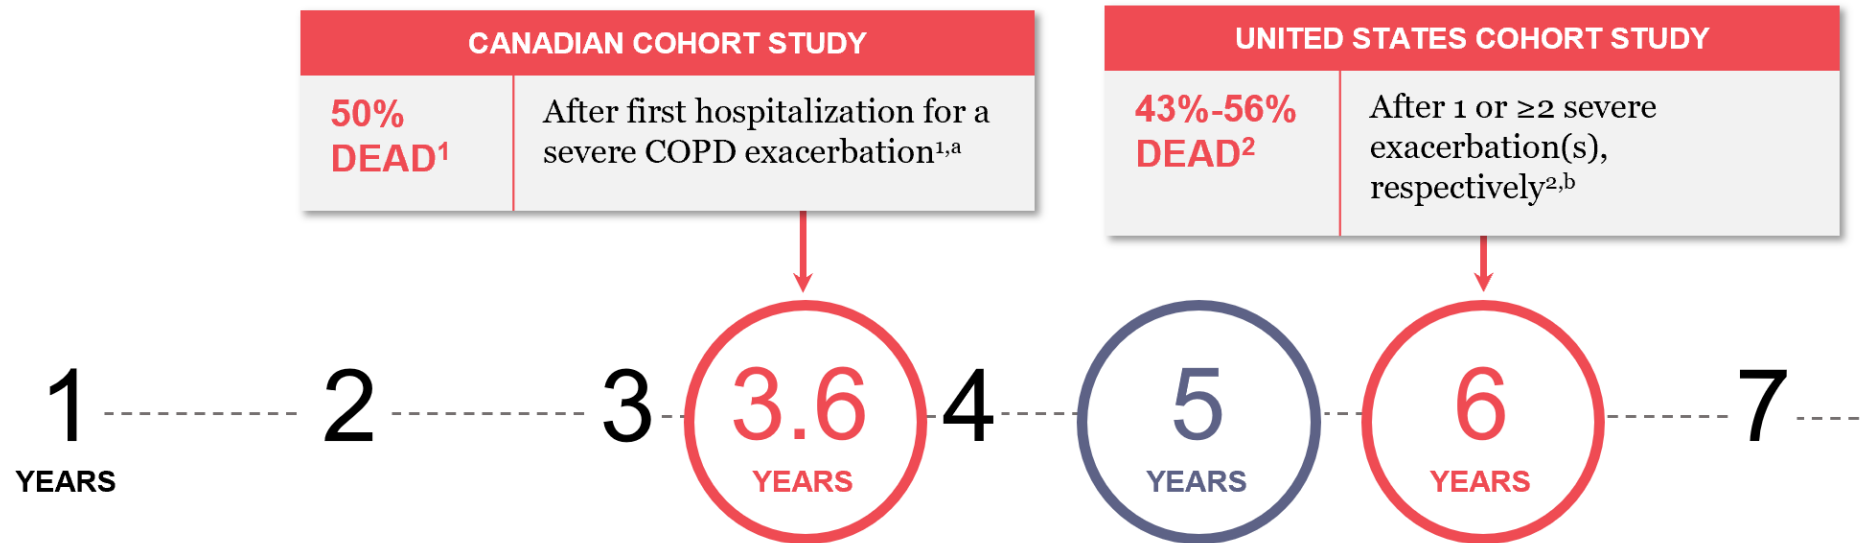 CANADIAN COHORT STUDY
50%
DEAD¹
After first hospitalization for a
severe COPD exacerbation¹,ᵃ
UNITED STATES COHORT STUDY
43%-56%
DEAD²
After 1 or ≥2 severe
exacerbation(s),
respectively²,ᵇ
1 2 3 3.6 4 5 6 7
YEARS YEARS YEARS YEARS